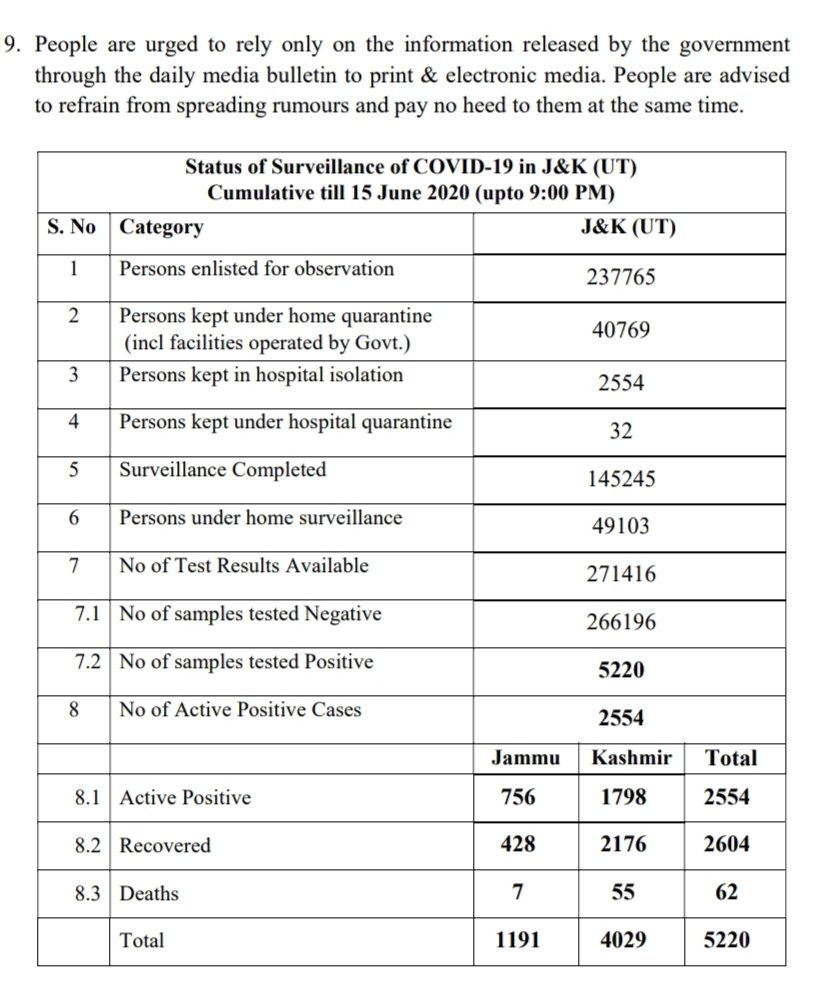 9. People are urged to rely only on the information released by the government
through the daily media bulletin to print & electronic media. People are advised
to refrain from spreading rumours and pay no heed to them at the same time.
Status of Surveillance of COVID-19 in J&K (UT)
Cumulative till 15 June 2020 (upto 9:00 PM)
S. No Category J&K (UT)
1 Persons enlisted for observation 237765
2 Persons kept under home quarantine
(incl facilities operated by Govt.) 40769
3 Persons kept in hospital isolation 2554
4 Persons kept under hospital quarantine 32
5 Surveillance Completed 145245
6 Persons under home surveillance 49103
7 No of Test Results Available 271416
7.1 No of samples tested Negative 266196
7.2 No of samples tested Positive 5220
8 No of Active Positive Cases 2554
Jammu Kashmir Total
8.1 Active Positive 756 1798 2554
8.2 Recovered 428 2176 2604
8.3 Deaths 7 55 62
Total 1191 4029 5220